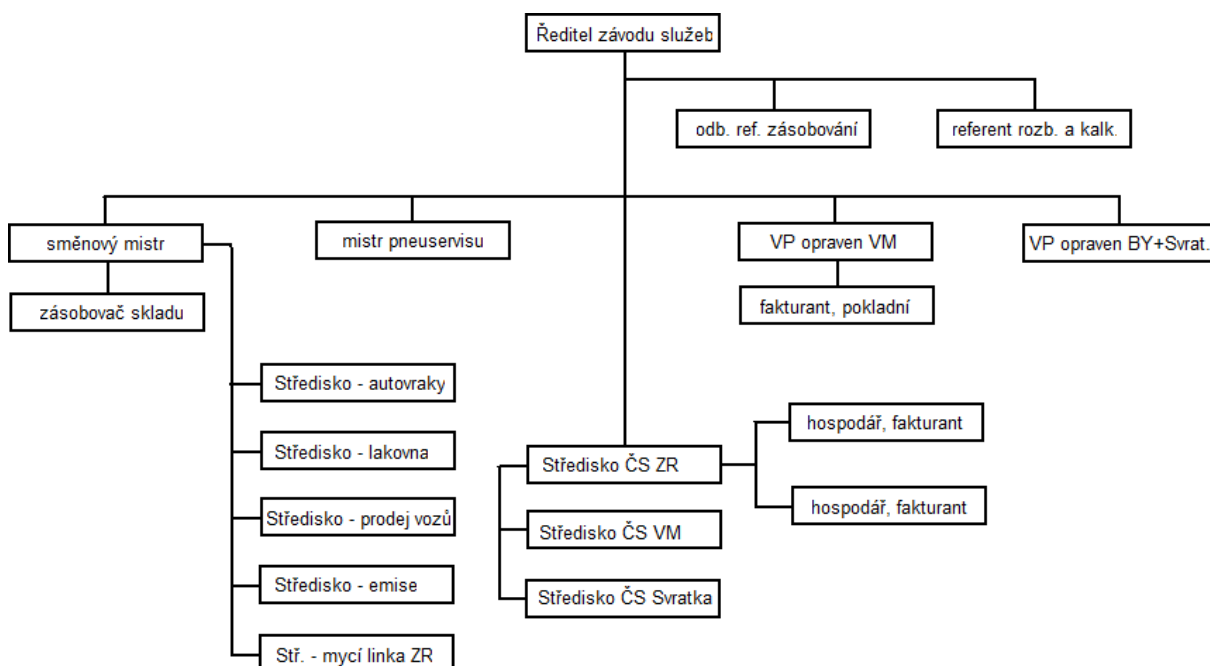 Ředitel závodu služeb
odb. ref. zásobování
referent rozb. a kalk.
směnový mistr
mistr pneuservisu
VP opraven VM
VP opraven BY+Svrat.
zásobovač skladu
fakturant, pokladní
Středisko - autovraky
hospodář, fakturant
Středisko - lakovna
Středisko ČS ZR
Středisko - prodej vozů
hospodář, fakturant
Středisko ČS VM
Středisko - emise
Středisko ČS Svratka
Stř. - mycí linka ZR